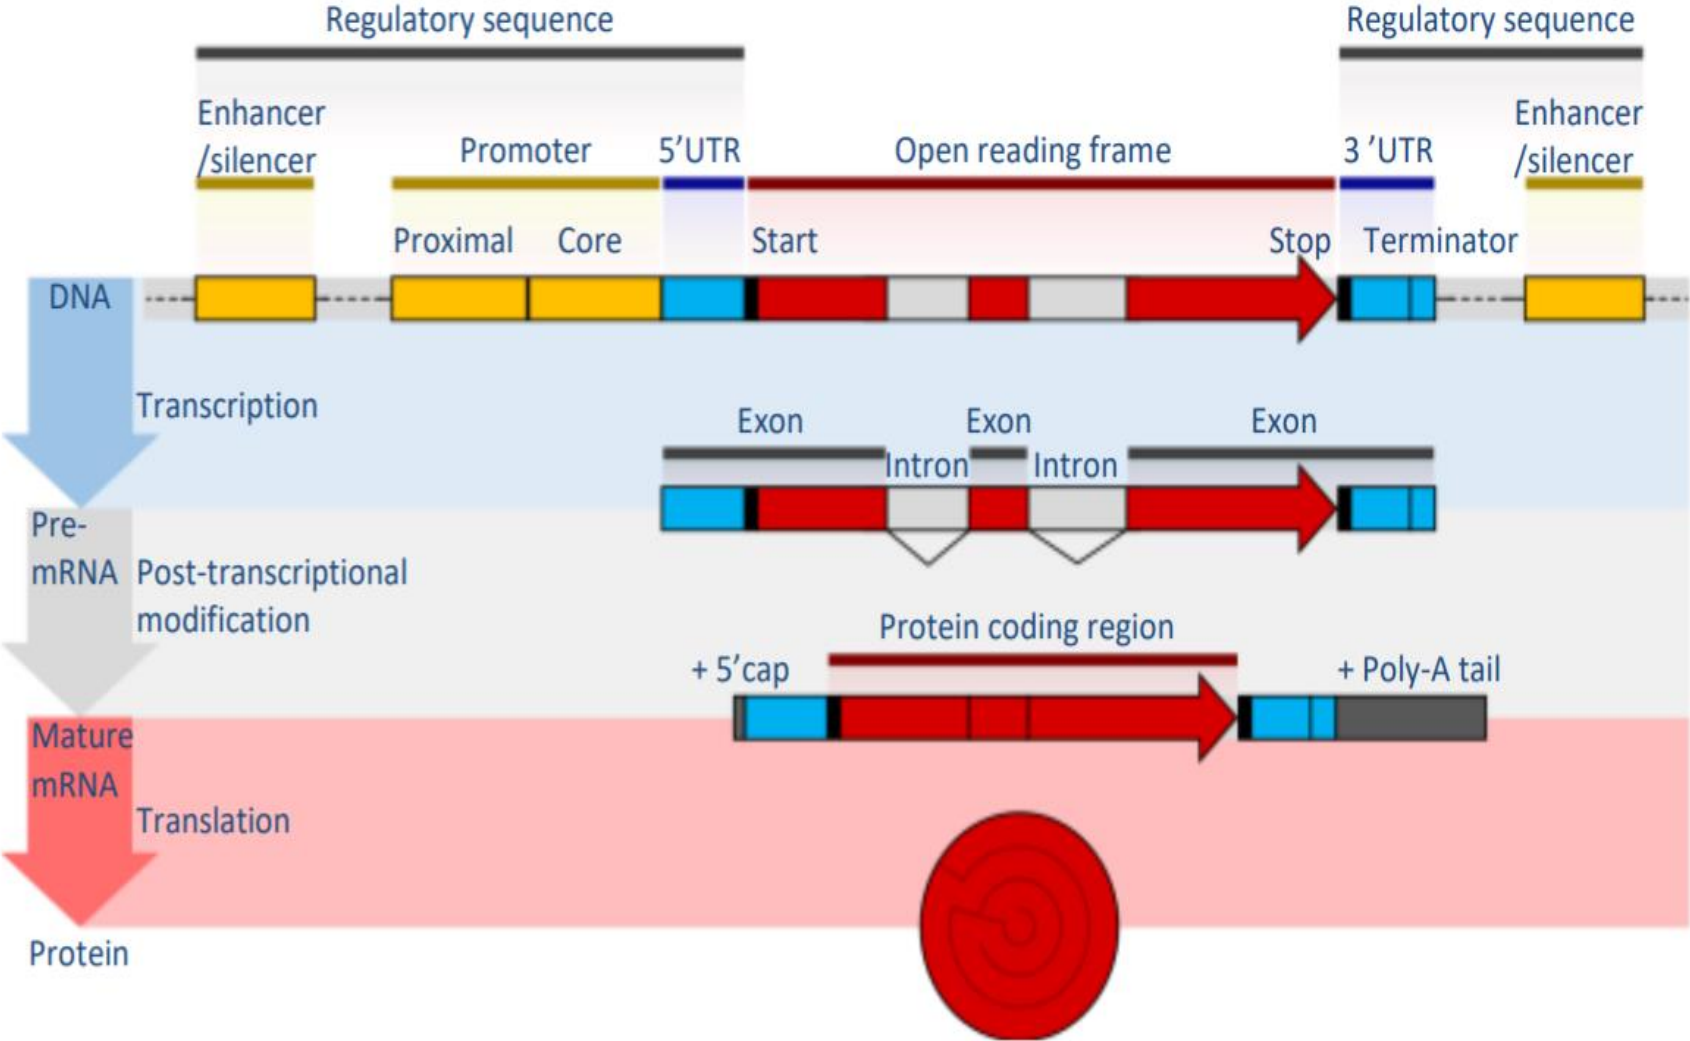 Regulatory sequence
Regulatory sequence
Enhancer
/silencer
Promoter
5’UTR
Open reading frame
3 ’UTR
Enhancer
/silencer
Proximal
Core
Start
Stop
Terminator
DNA
Transcription
Exon
Exon
Exon
Intron
Intron
Pre-
mRNA
Post-transcriptional
modification
Protein coding region
+ 5’cap
+ Poly-A tail
Mature
mRNA
Translation
Protein